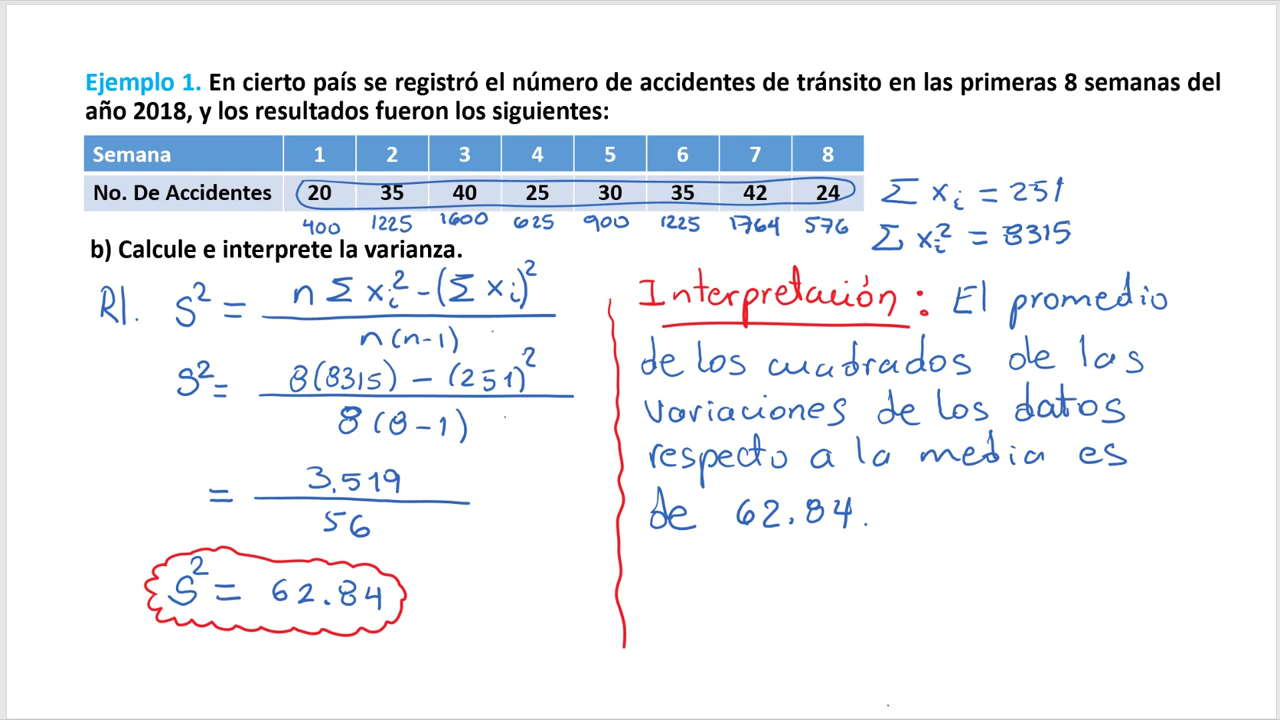 Ejemplo 1. En cierto país se registró el número de accidentes de tránsito en las primeras 8 semanas del
año 2018, y los resultados fueron los siguientes:
Semana 1 2 3 4 5 6 7 8
No. De Accidentes 20 35 40 25 30 35 42 24
400 1225 1600 625 900 1225 1764 576
Σ xᵢ = 251
Σ xᵢ² = 8315
b) Calcule e interprete la varianza.
R|. S² = n Σ xᵢ² - (Σ xᵢ)²
n(n-1)
S² = 8(8315) - (251)²
8(8-1)
= 3,519
56
S² = 62.84
Interpretación: El promedio
de los cuadrados de las
variaciones de los datos
respecto a la media es
de 62.84.